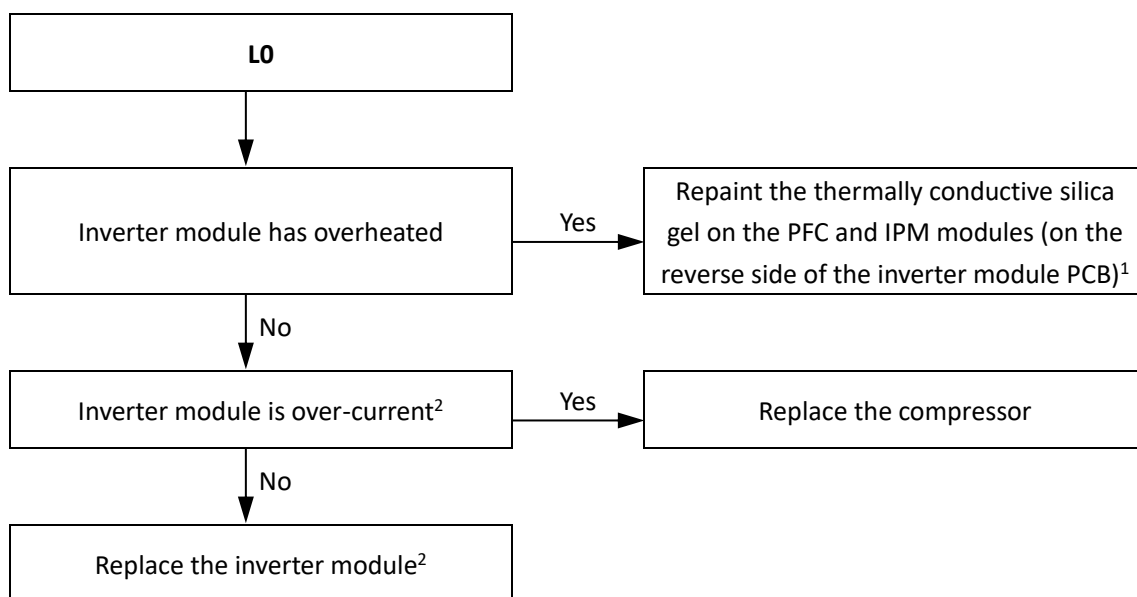 L0
Inverter module has overheated
Yes
Repaint the thermally conductive silica
gel on the PFC and IPM modules (on the
reverse side of the inverter module PCB)¹
No
Inverter module is over-current²
Yes
Replace the compressor
No
Replace the inverter module²